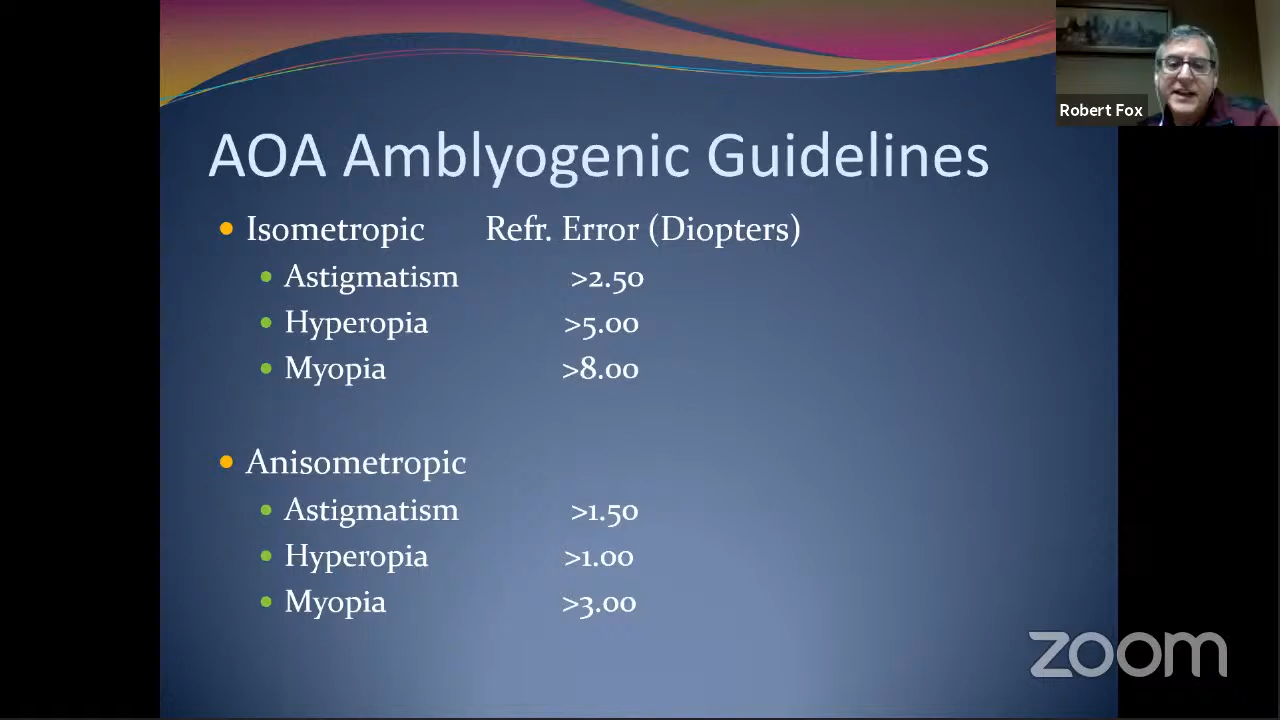 AOA Amblyogenic Guidelines
Isometropic Refr. Error (Diopters)
Astigmatism >2.50
Hyperopia >5.00
Myopia >8.00
Anisometropic
Astigmatism >1.50
Hyperopia >1.00
Myopia >3.00
Robert Fox
zoom